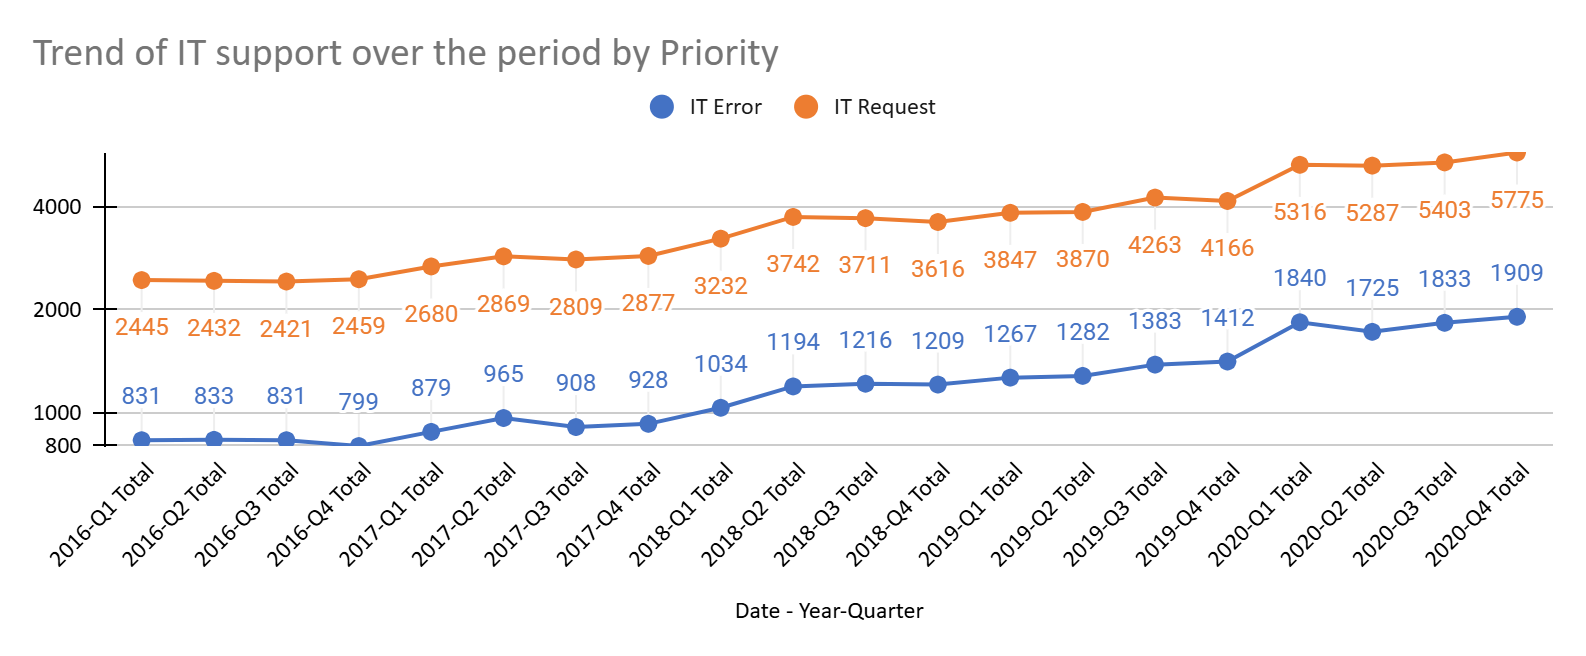 Trend of IT support over the period by Priority
IT Error IT Request
4000
2000
1000
800
5316 5287 5403 5775
3742 3711 3616 3847 3870 4263 4166
2445 2432 2421 2459 2680 2869 2809 2877 3232
1840 1725 1833 1909
831 833 831 799 879 965 908 928 1034 1194 1216 1209 1267 1282 1383 1412
2016-Q1 Total
2016-Q2 Total
2016-Q3 Total
2016-Q4 Total
2017-Q1 Total
2017-Q2 Total
2017-Q3 Total
2017-Q4 Total
2018-Q1 Total
2018-Q2 Total
2018-Q3 Total
2018-Q4 Total
2019-Q1 Total
2019-Q2 Total
2019-Q3 Total
2019-Q4 Total
2020-Q1 Total
2020-Q2 Total
2020-Q3 Total
2020-Q4 Total
Date - Year-Quarter